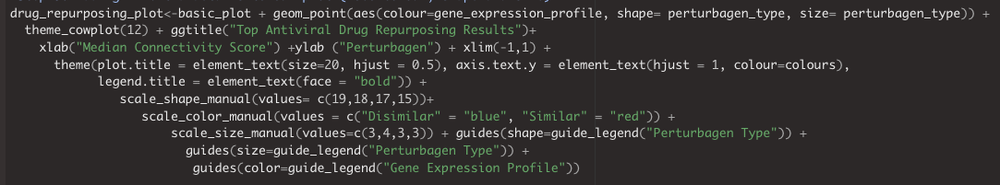 drug_repurposing_plot<-basic_plot + geom_point(aes(colour=gene_expression_profile, shape= perturbagen_type, size= perturbagen_type)) +
theme_cowplot(12) + ggtitle("Top Antiviral Drug Repurposing Results")+
xlab("Median Connectivity Score") +ylab ("Perturbagen") + xlim(-1,1) +
theme(plot.title = element_text(size=20, hjust = 0.5), axis.text.y = element_text(hjust = 1, colour=colours),
legend.title = element_text(face = "bold")) +
scale_shape_manual(values= c(19,18,17,15))+
scale_color_manual(values = c("Disimilar" = "blue", "Similar" = "red")) +
scale_size_manual(values=c(3,4,3,3)) + guides(shape=guide_legend("Perturbagen Type")) +
guides(size=guide_legend("Perturbagen Type")) +
guides(color=guide_legend("Gene Expression Profile"))